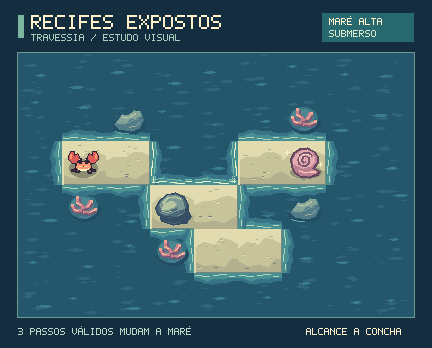 RECIFES EXPOSTOS
TRAVESSIA / ESTUDO VISUAL
MARÉ ALTA
SUBMERSO
3 PASSOS VÁLIDOS MUDAM A MARÉ
ALCANCE A CONCHA